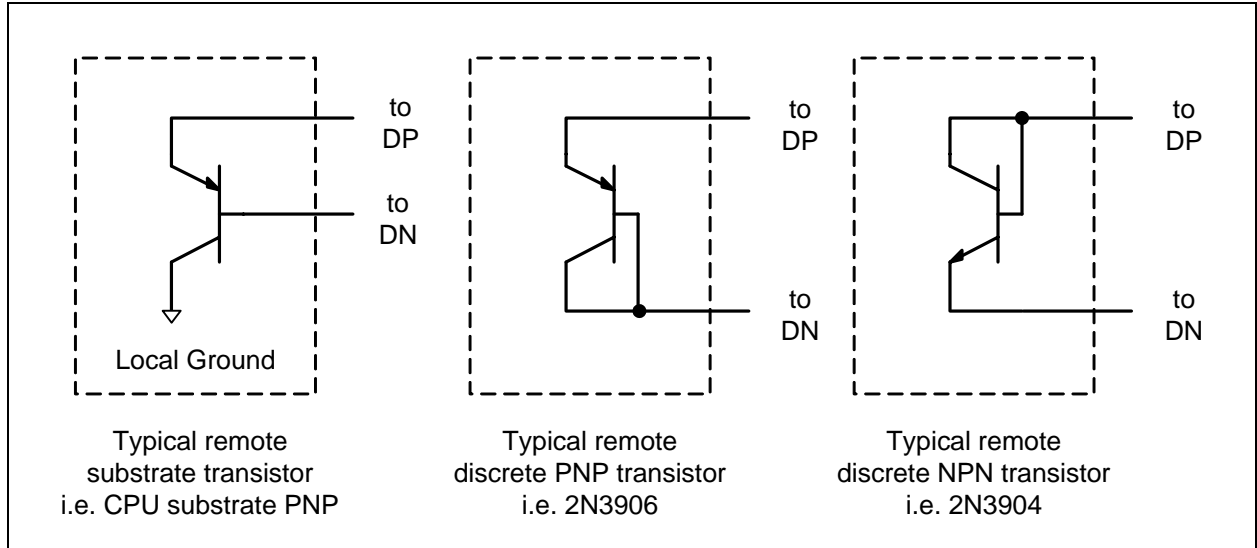 to
DP
to
DN
Local Ground
Typical remote
substrate transistor
i.e. CPU substrate PNP
to
DP
to
DN
Typical remote
discrete PNP transistor
i.e. 2N3906
to
DP
to
DN
Typical remote
discrete NPN transistor
i.e. 2N3904